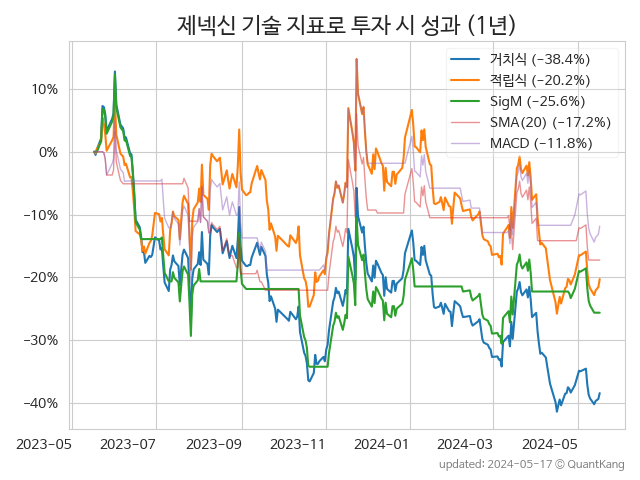 제넥신 기술 지표로 투자 시 성과 (1년)
거치식 (−38.4%)
적립식 (−20.2%)
SigM (−25.6%)
SMA(20) (−17.2%)
MACD (−11.8%)
10%
0%
−10%
−20%
−30%
−40%
2023-05 2023-07 2023-09 2023-11 2024-01 2024-03 2024-05
updated: 2024-05-17 © QuantKang